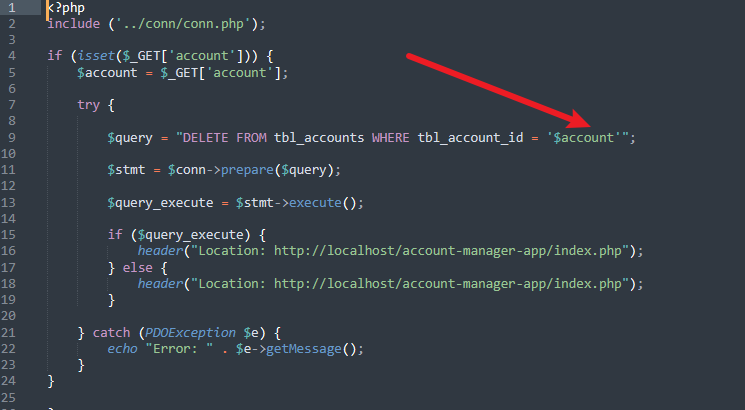 1 <?php
2 include ('../conn/conn.php');
3
4 if (isset($_GET['account'])) {
5 $account = $_GET['account'];
6
7 try {
8
9 $query = "DELETE FROM tbl_accounts WHERE tbl_account_id = '$account'";
10
11 $stmt = $conn->prepare($query);
12
13 $query_execute = $stmt->execute();
14
15 if ($query_execute) {
16 header("Location: http://localhost/account-manager-app/index.php");
17 } else {
18 header("Location: http://localhost/account-manager-app/index.php");
19 }
20
21 } catch (PDOException $e) {
22 echo "Error: " . $e->getMessage();
23 }
24 }
25